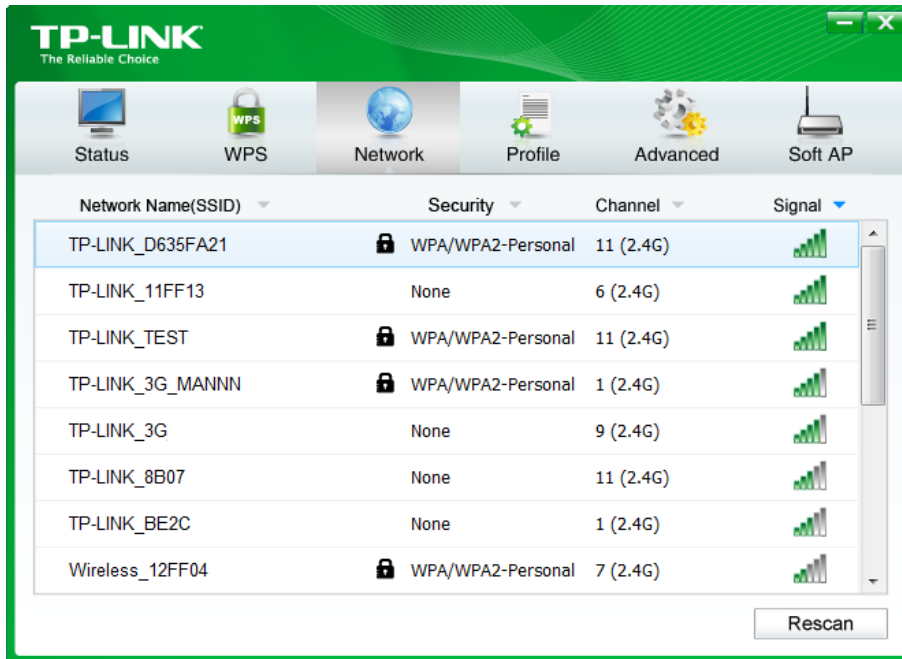 TP-LINK
The Reliable Choice
WPS
Status WPS Network Profile Advanced Soft AP
Network Name(SSID) Security Channel Signal
TP-LINK_D635FA21 WPA/WPA2-Personal 11 (2.4G)
TP-LINK_11FF13 None 6 (2.4G)
TP-LINK_TEST WPA/WPA2-Personal 11 (2.4G)
TP-LINK_3G_MANNN WPA/WPA2-Personal 1 (2.4G)
TP-LINK_3G None 9 (2.4G)
TP-LINK_8B07 None 11 (2.4G)
TP-LINK_BE2C None 1 (2.4G)
Wireless_12FF04 WPA/WPA2-Personal 7 (2.4G)
Rescan